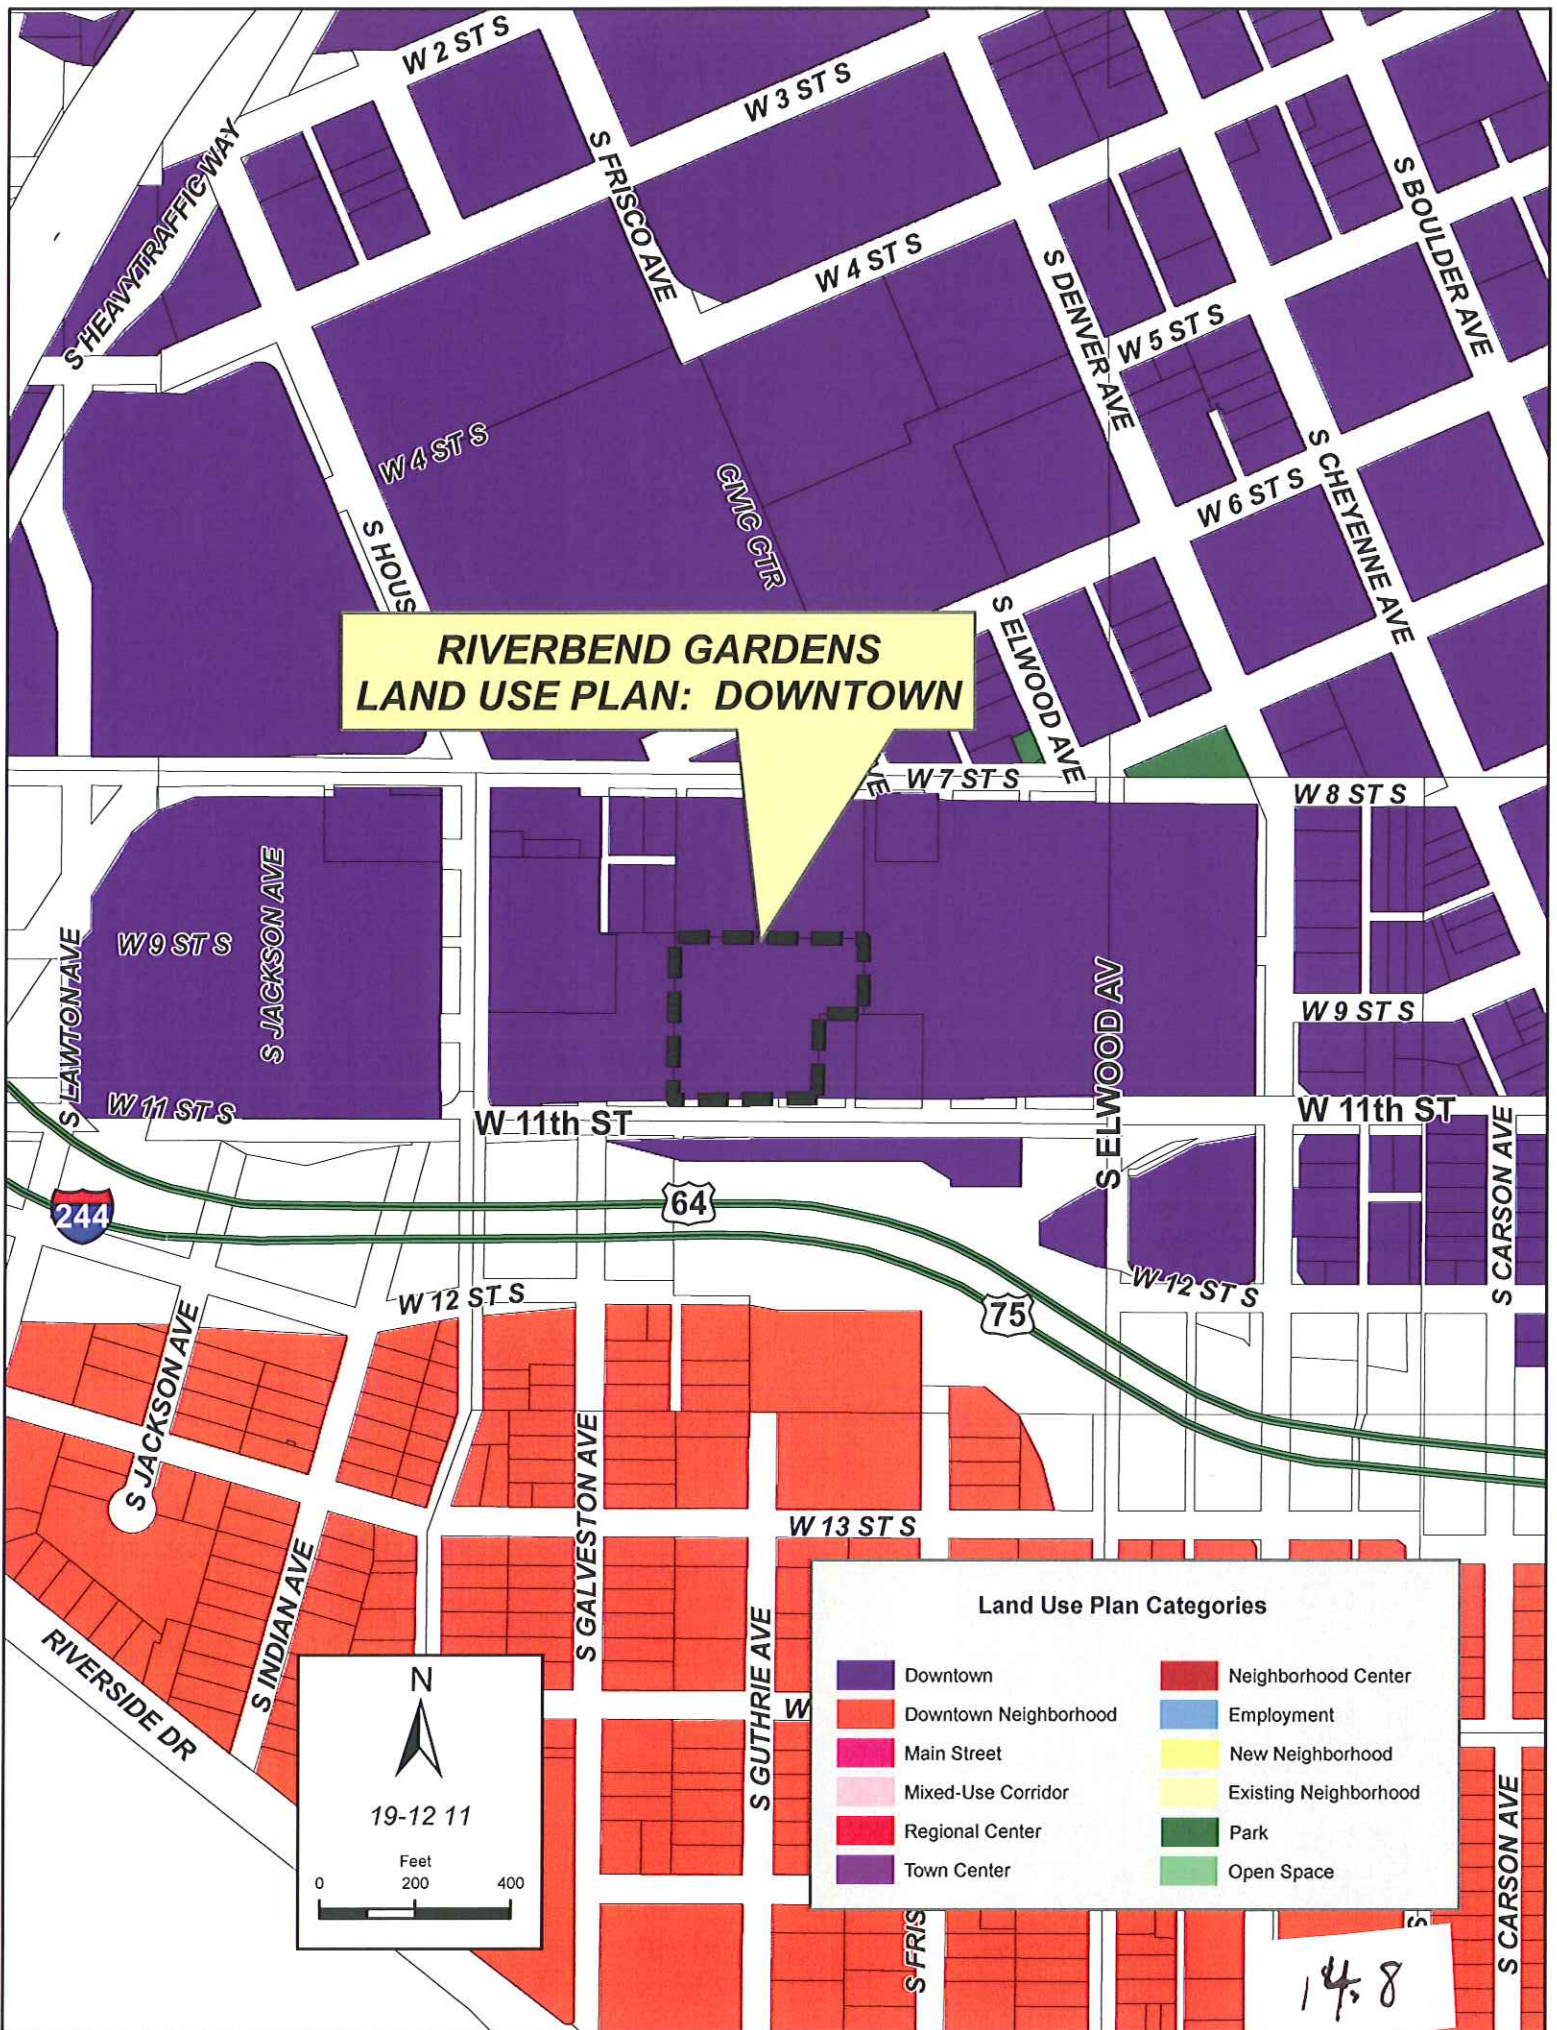 W 2 ST S
W 3 ST S
S HEAVYTRAFFIC WAY
S FRISCO AVE
S BOULDER AVE
W 4 ST S
S DENVER AVE
W 5 ST S
W 4 ST S
CIVIC CTR
S CHEYENNE AVE
W 6 ST S
S HOUS
RIVERBEND GARDENS
LAND USE PLAN: DOWNTOWN
S ELWOOD AVE
W 7 ST S
VE
W 8 ST S
S JACKSON AVE
W 9 ST S
S LAWTON AVE
S ELWOOD AV
W 9 ST S
W 11 ST S
W 11th ST
W 11th ST
S CARSON AVE
244
64
W 12 ST S
W 12 ST S
75
S JACKSON AVE
S GALVESTON AVE
W 13 ST S
S INDIAN AVE
RIVERSIDE DR
S GUTHRIE AVE
W
Land Use Plan Categories
Downtown
Downtown Neighborhood
Main Street
Mixed-Use Corridor
Regional Center
Town Center
Neighborhood Center
Employment
New Neighborhood
Existing Neighborhood
Park
Open Space
N
19-12 11
Feet
0 200 400
S CARSON AVE
S FRIS
S
14.8